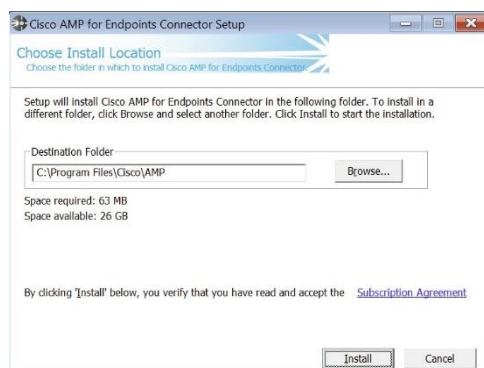 Cisco AMP for Endpoints Connector Setup
Choose Install Location
Choose the folder in which to install Cisco AMP for Endpoints Connector.
Setup will install Cisco AMP for Endpoints Connector in the following folder. To install in a
different folder, click Browse and select another folder. Click Install to start the installation.
Destination Folder
C:\Program Files\Cisco\AMP
Browse...
Space required: 63 MB
Space available: 26 GB
By clicking 'Install' below, you verify that you have read and accept the Subscription Agreement
Install Cancel